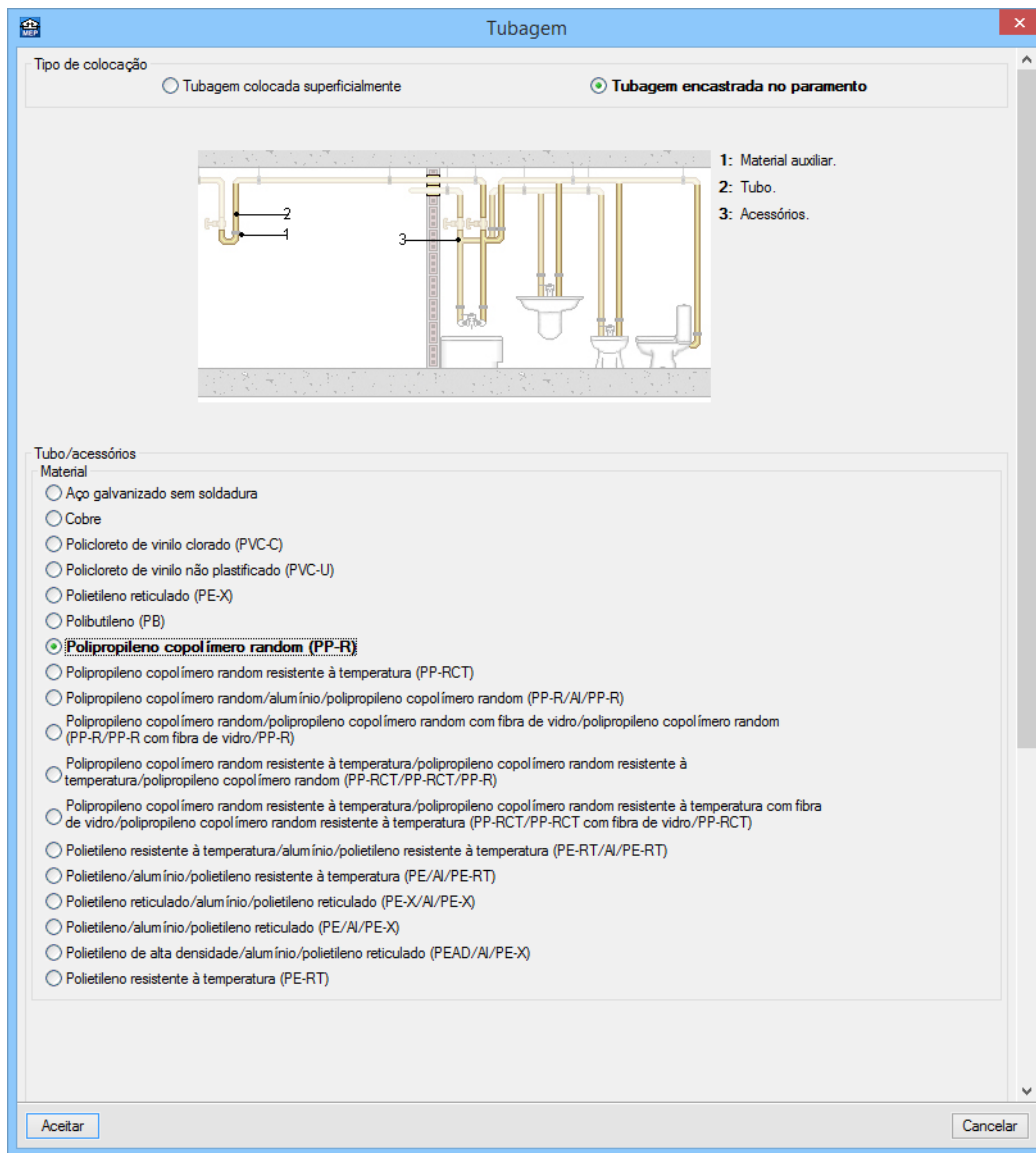 MEP
Tubagem
Tipo de colocação
Tubagem colocada superficialmente
Tubagem encastrada no paramento
1: Material auxiliar.
2: Tubo.
3: Acessórios.
2
1
3
Tubo/acessórios
Material
Aço galvanizado sem soldadura
Cobre
Policloreto de vinilo clorado (PVC-C)
Policloreto de vinilo não plastificado (PVC-U)
Polietileno reticulado (PE-X)
Polibutileno (PB)
Polipropileno copolímero random (PP-R)
Polipropileno copolímero random resistente à temperatura (PP-RCT)
Polipropileno copolímero random/alumínio/polipropileno copolímero random (PP-R/Al/PP-R)
Polipropileno copolímero random/polipropileno copolímero random com fibra de vidro/polipropileno copolímero random
(PP-R/PP-R com fibra de vidro/PP-R)
Polipropileno copolímero random resistente à temperatura/polipropileno copolímero random resistente à
temperatura/polipropileno copolímero random (PP-RCT/PP-RCT/PP-R)
Polipropileno copolímero random resistente à temperatura/polipropileno copolímero random resistente à temperatura com fibra
de vidro/polipropileno copolímero random resistente à temperatura (PP-RCT/PP-RCT com fibra de vidro/PP-RCT)
Polietileno resistente à temperatura/alumínio/polietileno resistente à temperatura (PE-RT/Al/PE-RT)
Polietileno/alumínio/polietileno resistente à temperatura (PE/Al/PE-RT)
Polietileno reticulado/alumínio/polietileno reticulado (PE-X/Al/PE-X)
Polietileno/alumínio/polietileno reticulado (PE/Al/PE-X)
Polietileno de alta densidade/alumínio/polietileno reticulado (PEAD/Al/PE-X)
Polietileno resistente à temperatura (PE-RT)
Aceitar
Cancelar